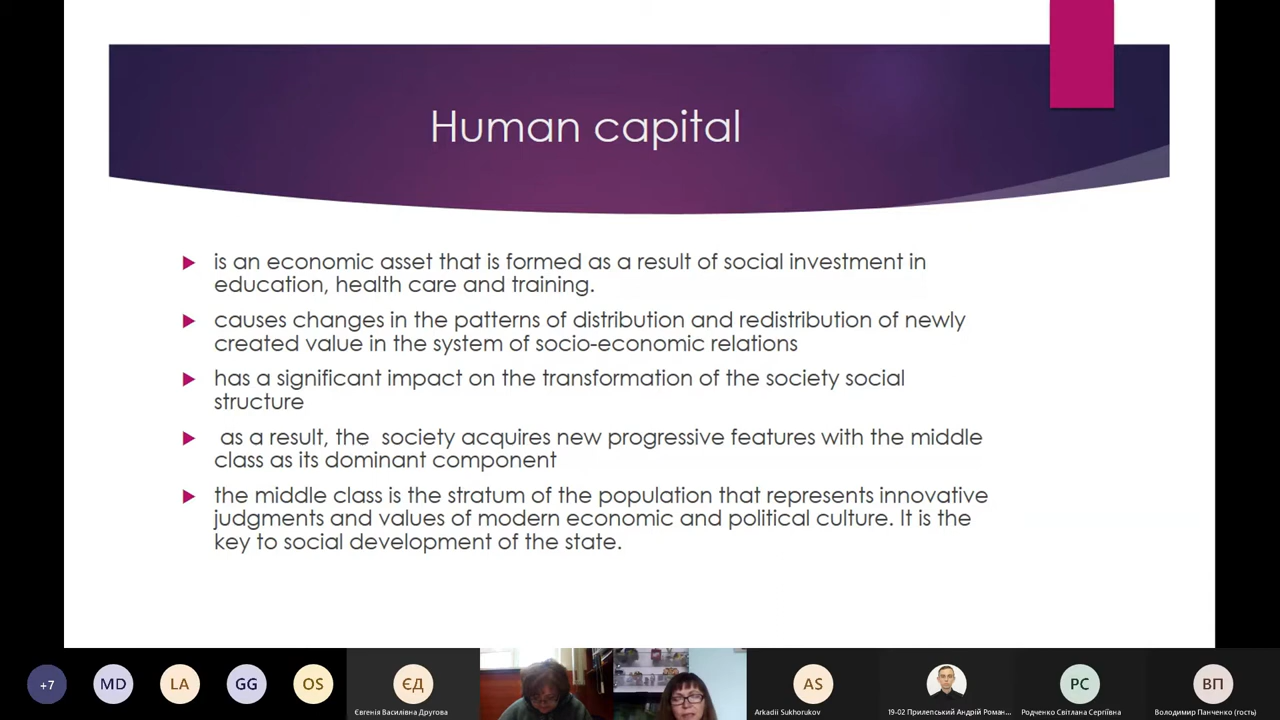 Human capital
is an economic asset that is formed as a result of social investment in
education, health care and training.
causes changes in the patterns of distribution and redistribution of newly
created value in the system of socio-economic relations
has a significant impact on the transformation of the society social
structure
as a result, the society acquires new progressive features with the middle
class as its dominant component
the middle class is the stratum of the population that represents innovative
judgments and values of modern economic and political culture. It is the
key to social development of the state.
+7
MD
LA
GG
OS
ЄД
AS
РС
ВП
Євгенія Василівна Другова
Arkadii Sukhorukov
19-02 Прилепський Андрій Роман...
Родченко Світлана Сергіївна
Володимир Панченко (гость)